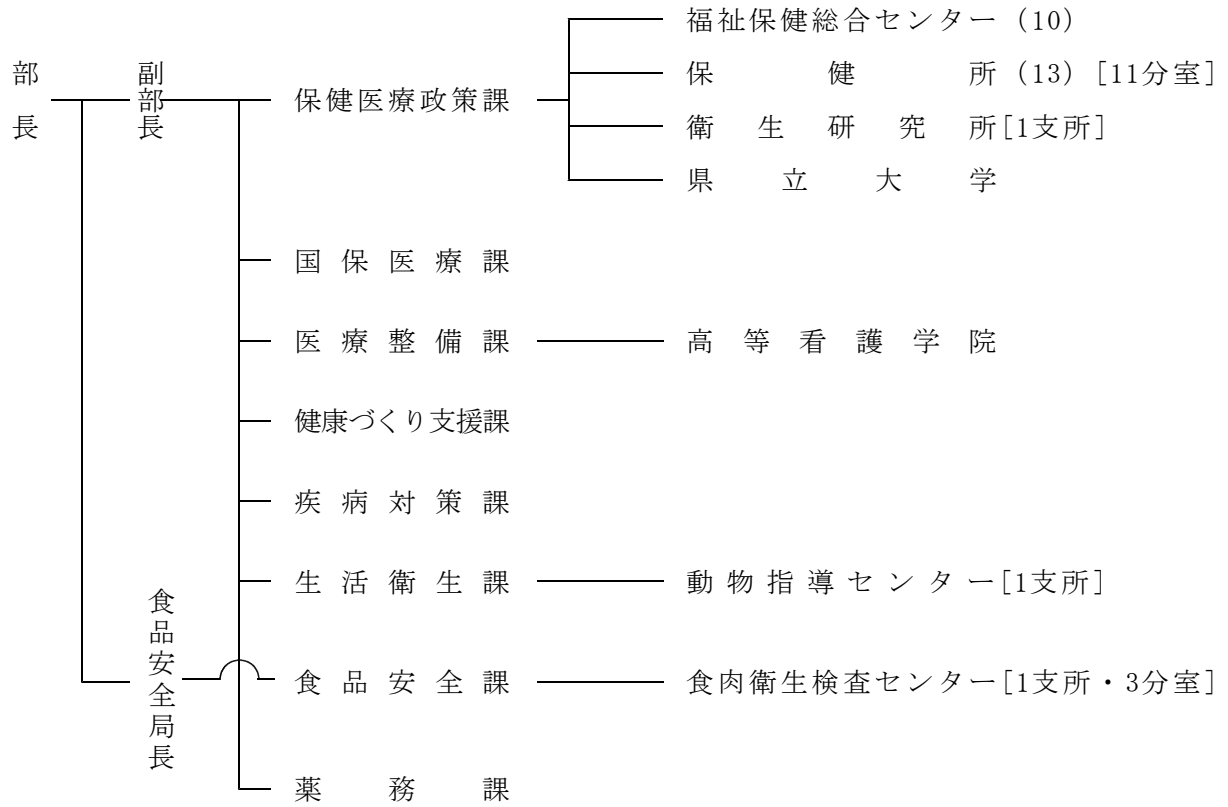 部長
副部長
保健医療政策課
福祉保健総合センター (10)
保健所 (13) [11分室]
衛生研究所[1支所]
県立大学
国保医療課
医療整備課
高等看護学院
健康づくり支援課
疾病対策課
生活衛生課
動物指導センター[1支所]
食品安全局長
食品安全課
食肉衛生検査センター[1支所・3分室]
薬務課